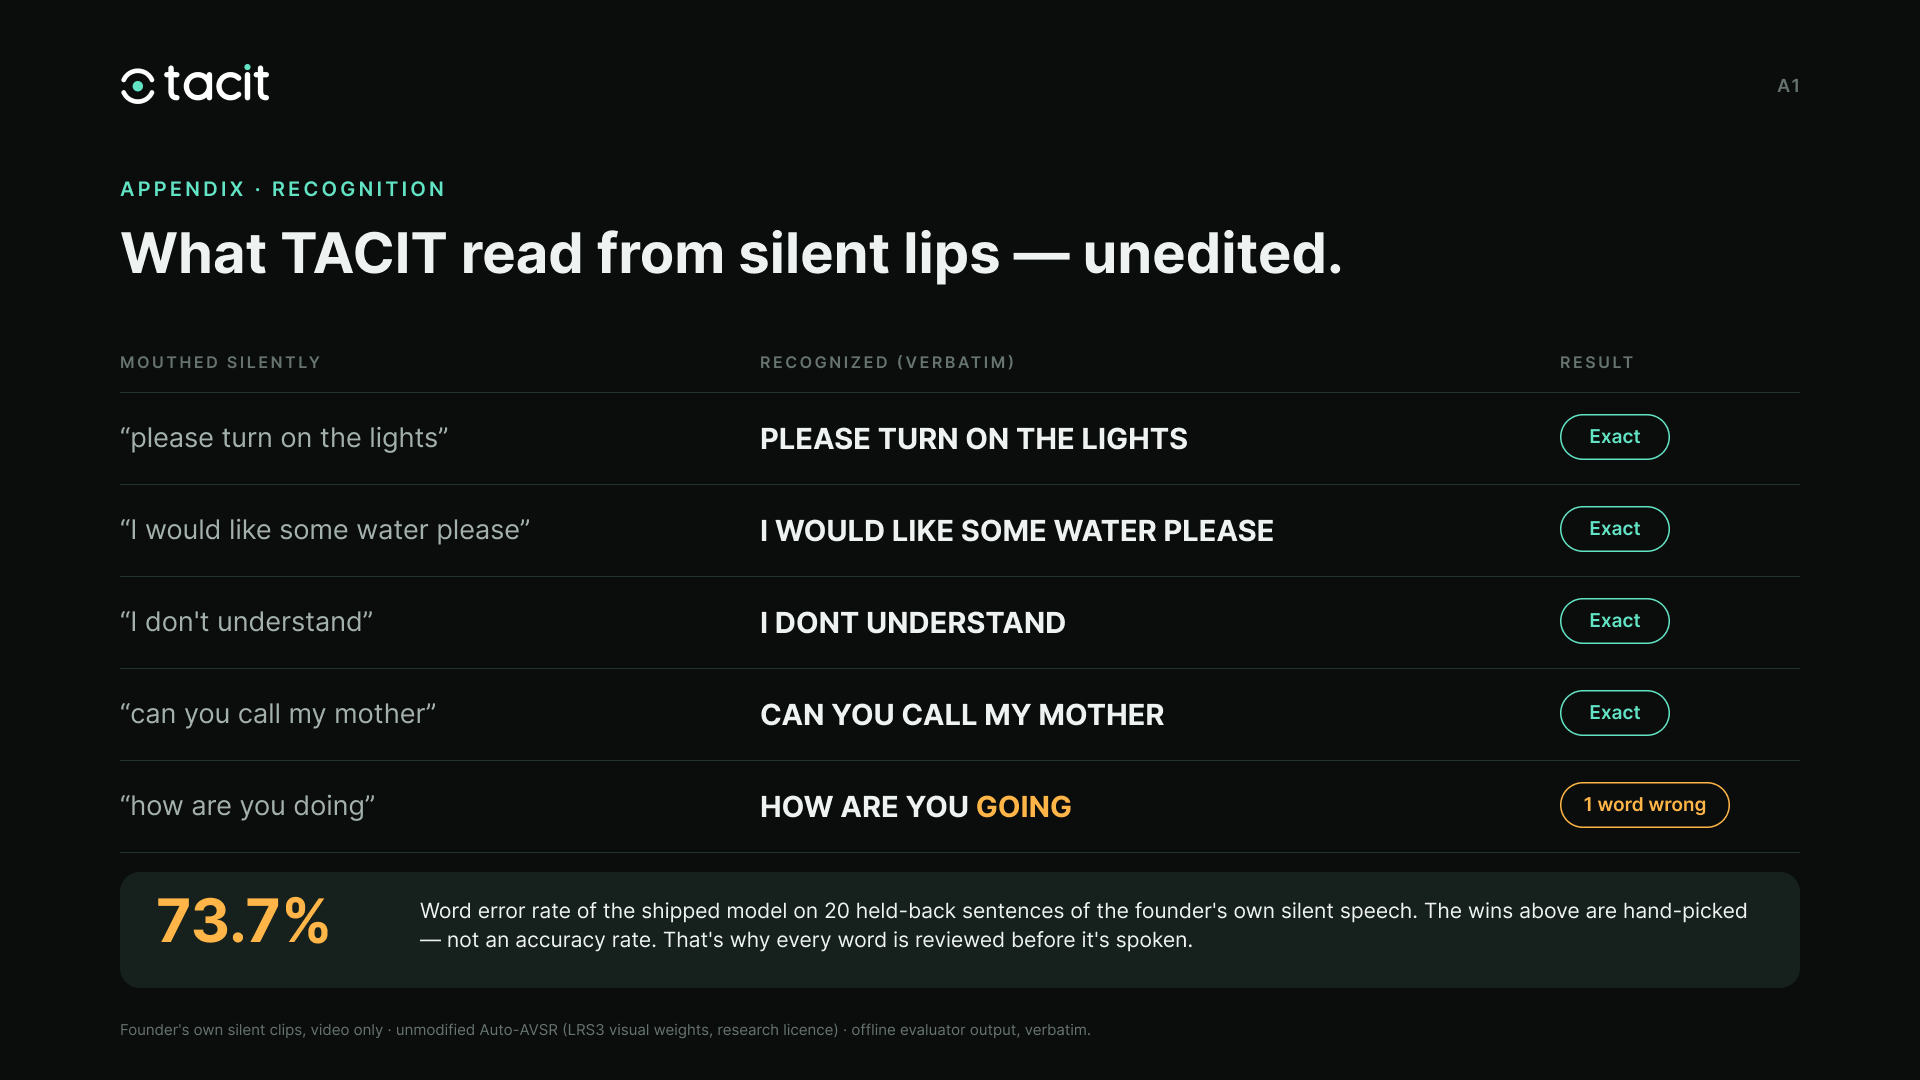 tacit
A1
APPENDIX · RECOGNITION
What TACIT read from silent lips — unedited.
MOUTHED SILENTLY RECOGNIZED (VERBATIM) RESULT
“please turn on the lights” PLEASE TURN ON THE LIGHTS Exact
“I would like some water please” I WOULD LIKE SOME WATER PLEASE Exact
“I don't understand” I DONT UNDERSTAND Exact
“can you call my mother” CAN YOU CALL MY MOTHER Exact
“how are you doing” HOW ARE YOU GOING 1 word wrong
73.7%
Word error rate of the shipped model on 20 held-back sentences of the founder's own silent speech. The wins above are hand-picked
— not an accuracy rate. That's why every word is reviewed before it's spoken.
Founder's own silent clips, video only · unmodified Auto-AVSR (LRS3 visual weights, research licence) · offline evaluator output, verbatim.